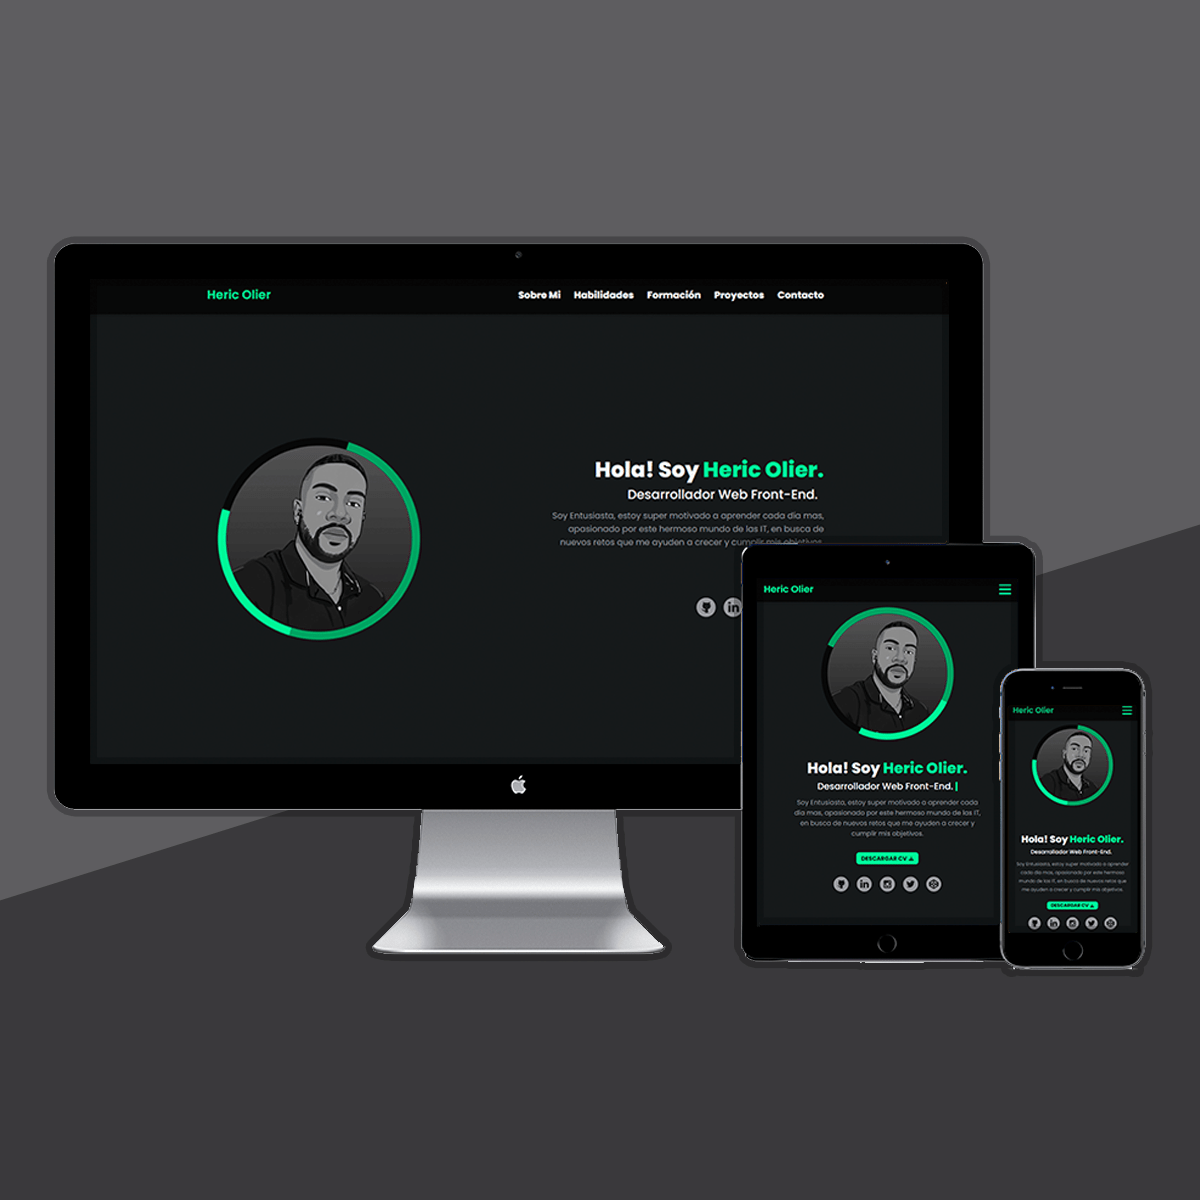 Heric Olier
Sobre Mi Habilidades Formación Proyectos Contacto
Hola! Soy Heric Olier.
Desarrollador Web Front-End.
Soy Entusiasta, estoy super motivado a aprender cada día mas,
apasionado por este hermoso mundo de las IT, en busca de
nuevos retos que me ayuden a crecer y cumplir mis objetivos.
in
Heric Olier
Hola! Soy Heric Olier.
Desarrollador Web Front-End.
Soy Entusiasta, estoy super motivado a aprender cada
día mas, apasionado por este hermoso mundo de las IT,
en busca de nuevos retos que me ayuden a crecer y
cumplir mis objetivos.
DESCARGAR CV
in
Heric Olier
Hola! Soy Heric Olier.
Desarrollador Web Front-End.
Soy Entusiasta, estoy super motivado a aprender
cada día mas, apasionado por este hermoso
mundo de las IT, en busca de nuevos retos que
me ayuden a crecer y cumplir mis objetivos.
DESCARGAR CV
in